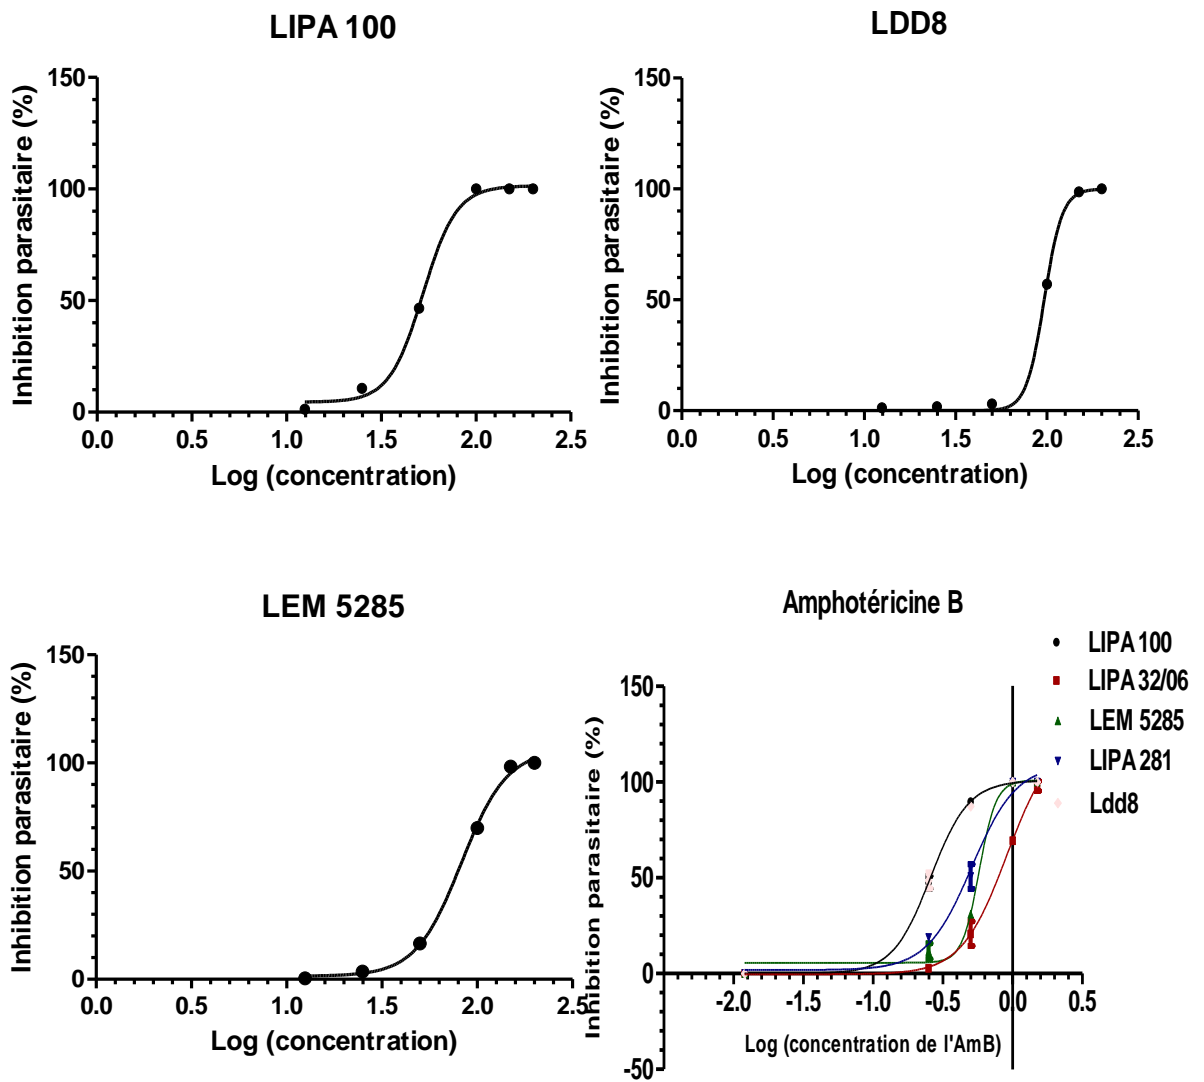 LIPA 100
150
100
50
0
0.0 0.5 1.0 1.5 2.0 2.5
Inhibition parasitaire (%)
Log (concentration)
LDD8
150
100
50
0
0.0 0.5 1.0 1.5 2.0 2.5
Inhibition parasitaire (%)
Log (concentration)
LEM 5285
150
100
50
0
0.0 0.5 1.0 1.5 2.0 2.5
Inhibition parasitaire (%)
Log (concentration)
Amphotéricine B
150
100
50
0
-50
-2.0 -1.5 -1.0 -0.5 0.0 0.5
Inhibition parasitaire (%)
Log (concentration de l'AmB)
LIPA 100
LIPA 32/06
LEM 5285
LIPA 281
Ldd8